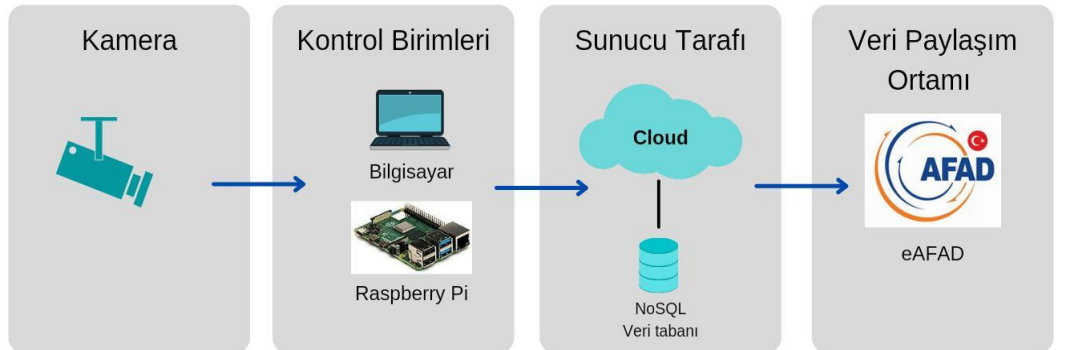 Kamera
Kontrol Birimleri
Bilgisayar
Raspberry Pi
Sunucu Tarafı
Cloud
NoSQL
Veri tabanı
Veri Paylaşım
Ortamı
AFAD
eAFAD